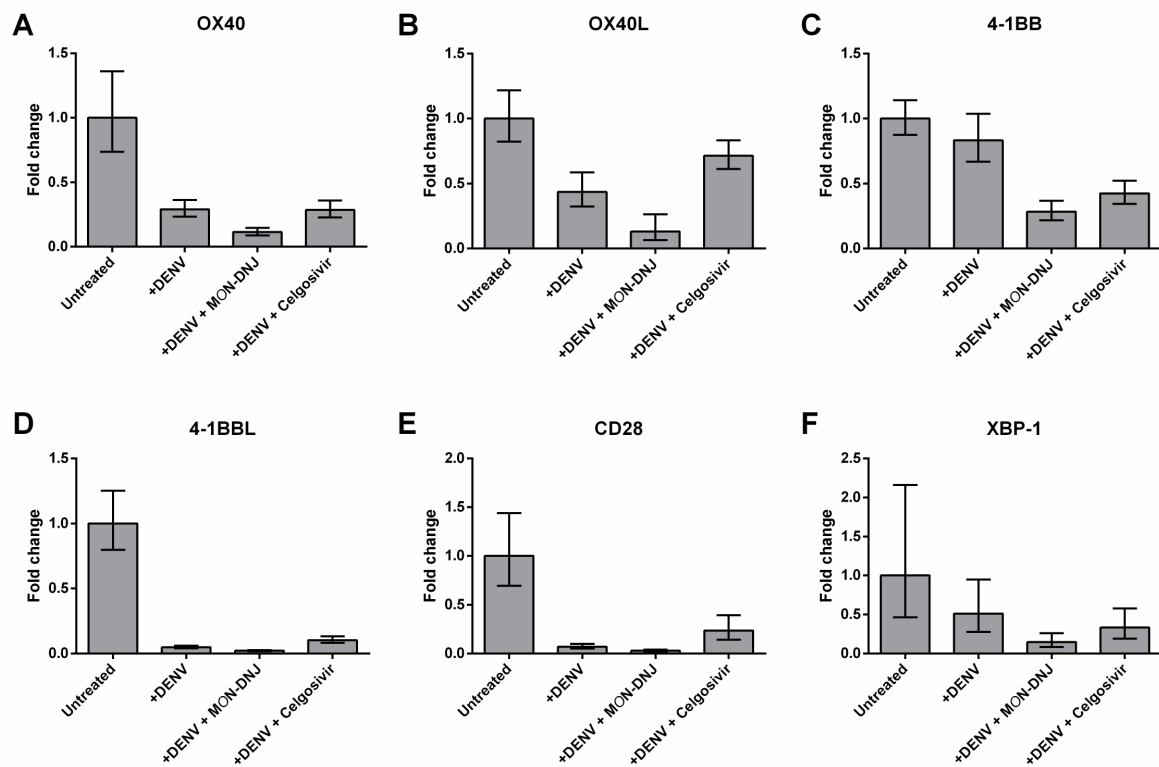 A
OX40
Fold change
1.5
1.0
0.5
0.0
Untreated
+DENV
+DENV + MON-DNJ
+DENV + Celgosivir
B
OX40L
Fold change
1.5
1.0
0.5
0.0
Untreated
+DENV
+DENV + MON-DNJ
+DENV + Celgosivir
C
4-1BB
Fold change
1.5
1.0
0.5
0.0
Untreated
+DENV
+DENV + MON-DNJ
+DENV + Celgosivir
D
4-1BBL
Fold change
1.5
1.0
0.5
0.0
Untreated
+DENV
+DENV + MON-DNJ
+DENV + Celgosivir
E
CD28
Fold change
2.0
1.5
1.0
0.5
0.0
Untreated
+DENV
+DENV + MON-DNJ
+DENV + Celgosivir
F
XBP-1
Fold change
2.5
2.0
1.5
1.0
0.5
0.0
Untreated
+DENV
+DENV + MON-DNJ
+DENV + Celgosivir